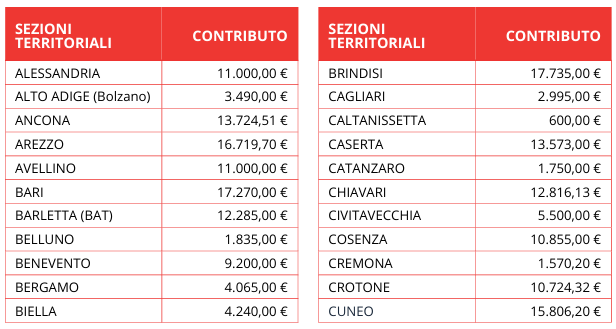 SEZIONI
TERRITORIALI
CONTRIBUTO
ALESSANDRIA 11.000,00 €
ALTO ADIGE (Bolzano) 3.490,00 €
ANCONA 13.724,51 €
AREZZO 16.719,70 €
AVELLINO 11.000,00 €
BARI 17.270,00 €
BARLETTA (BAT) 12.285,00 €
BELLUNO 1.835,00 €
BENEVENTO 9.200,00 €
BERGAMO 4.065,00 €
BIELLA 4.240,00 €
SEZIONI
TERRITORIALI
CONTRIBUTO
BRINDISI 17.735,00 €
CAGLIARI 2.995,00 €
CALTANISSETTA 600,00 €
CASERTA 13.573,00 €
CATANZARO 1.750,00 €
CHIAVARI 12.816,13 €
CIVITAVECCHIA 5.500,00 €
COSENZA 10.855,00 €
CREMONA 1.570,20 €
CROTONE 10.724,32 €
CUNEO 15.806,20 €